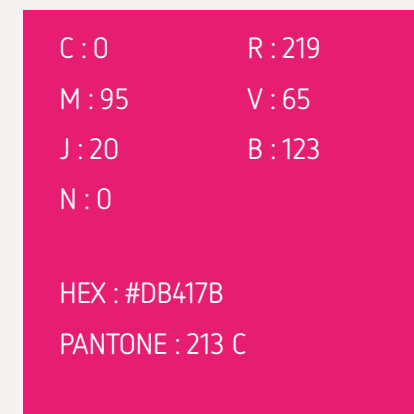 C : 0 R : 219
M : 95 V : 65
J : 20 B : 123
N : 0
HEX : #DB417B
PANTONE : 213 C